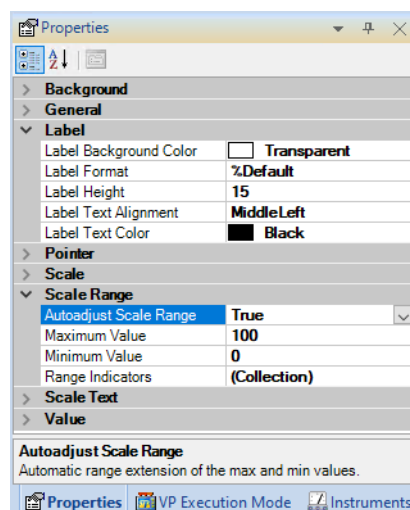 Properties
Background
General
Label
Label Background Color Transparent
Label Format %Default
Label Height 15
Label Text Alignment MiddleLeft
Label Text Color Black
Pointer
Scale
Scale Range
Autoadjust Scale Range True
Maximum Value 100
Minimum Value 0
Range Indicators (Collection)
Scale Text
Value
Autoadjust Scale Range
Automatic range extension of the max and min values.
Properties VP Execution Mode Instruments